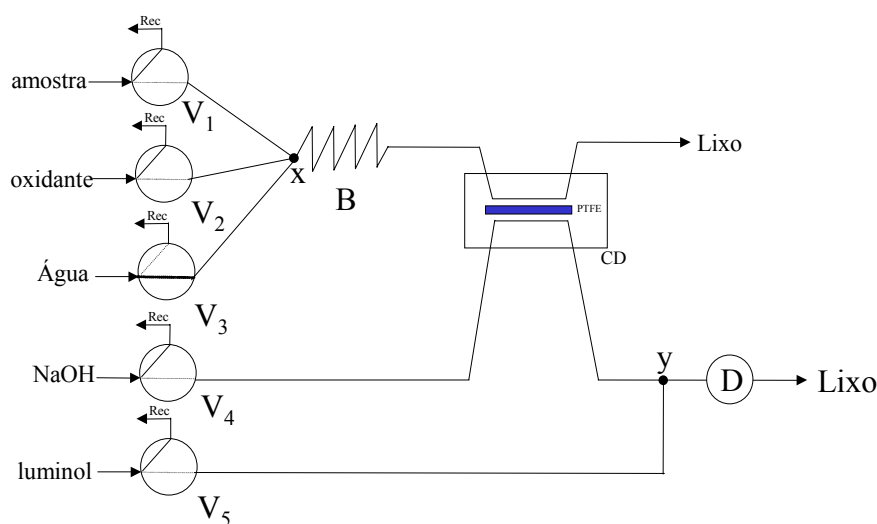 Rec
amostra
V1
Rec
oxidante
V2
x
B
Lixo
PTFE
CD
Rec
Água
V3
Rec
NaOH
V4
y
D
Lixo
Rec
luminol
V5